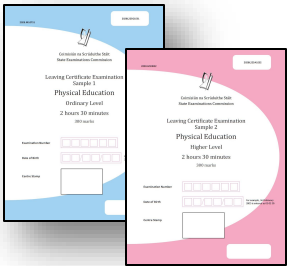 Coimisiún na Scrúduithe Stáit
State Examinations Commission
Leaving Certificate Examination
Sample 1
Physical Education
Ordinary Level
2 hours 30 minutes
300 marks
Examination Number
Date of Birth
Centre Stamp
Coimisiún na Scrúduithe Stáit
State Examinations Commission
Leaving Certificate Examination
Sample 2
Physical Education
Higher Level
2 hours 30 minutes
300 marks
Examination Number
Date of Birth
Centre Stamp